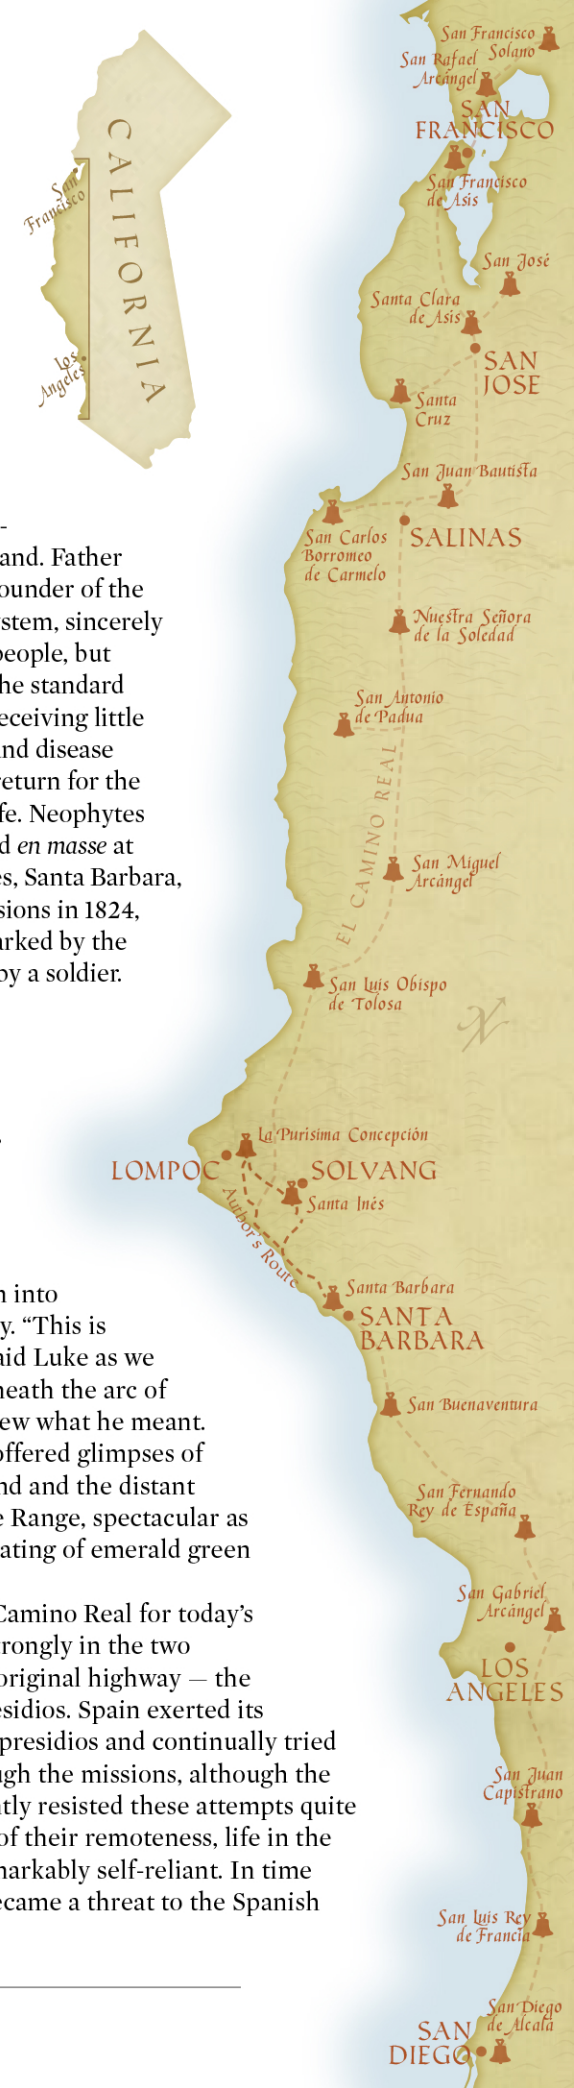 CALIFORNIA
San
Francisco
Los
Angeles
-
and. Father
ounder of the
ystem, sincerely
people, but
he standard
eceiving little
and disease
return for the
fe. Neophytes
d en masse at
es, Santa Barbara,
sions in 1824,
arked by the
by a soldier.
n into
y. “This is
aid Luke as we
neath the arc of
ew what he meant.
offered glimpses of
nd and the distant
e Range, spectacular as
ating of emerald green
Camino Real for today’s
trongly in the two
original highway — the
esidios. Spain exerted its
presidios and continually tried
ugh the missions, although the
ntly resisted these attempts quite
of their remoteness, life in the
markably self-reliant. In time
ecame a threat to the Spanish
San Francisco
Solano
San Rafael
Arcángel
SAN
FRANCISCO
San Francisco
de Asis
San José
Santa Clara
de Asis
SAN
JOSE
Santa
Cruz
San Juan Bautista
San Carlos
Borromeo
de Carmelo
SALINAS
Nuestra Señora
de la Soledad
San Antonio
de Padua
EL CAMINO REAL
San Miguel
Arcángel
San Luis Obispo
de Tolosa
N
La Purisima Concepción
LOMPOC
SOLVANG
Santa Inés
Author's Route
Santa Barbara
SANTA
BARBARA
San Buenaventura
San Fernando
Rey de España
San Gabriel
Arcángel
LOS
ANGELES
San Juan
Capistrano
San Luis Rey
de Francia
San Diego
de Alcala
SAN
DIEGO